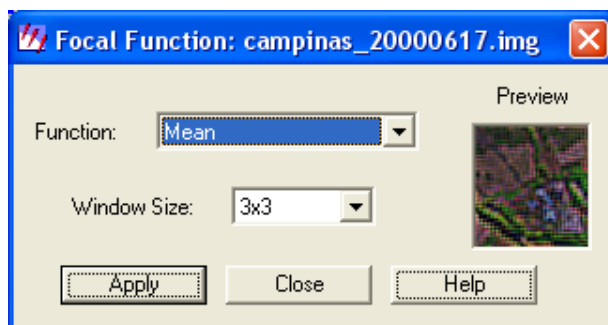 Focal Function: campinas_20000617.img
Preview
Function: Mean
Window Size: 3x3
Apply Close Help